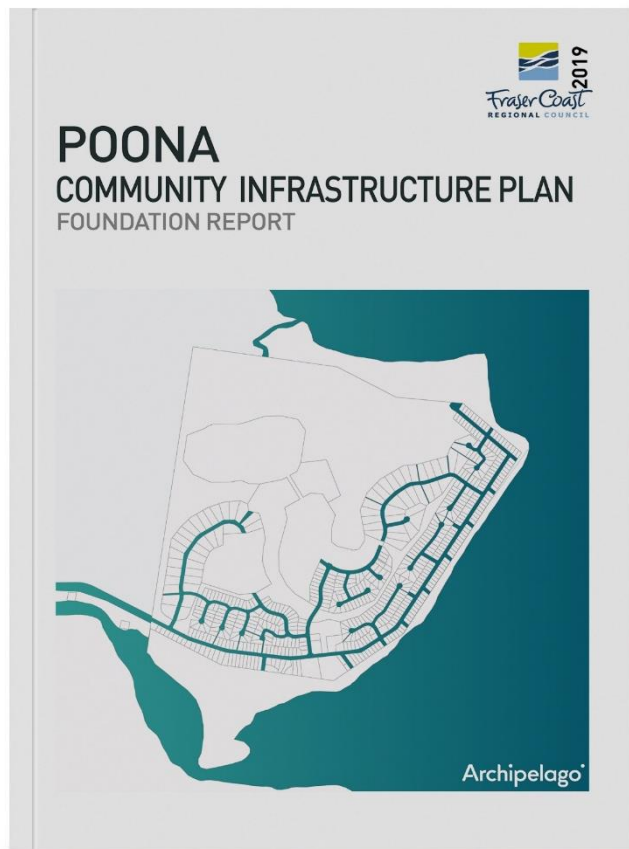 2019
Fraser Coast
REGIONAL COUNCIL
POONA
COMMUNITY INFRASTRUCTURE PLAN
FOUNDATION REPORT
Archipelago